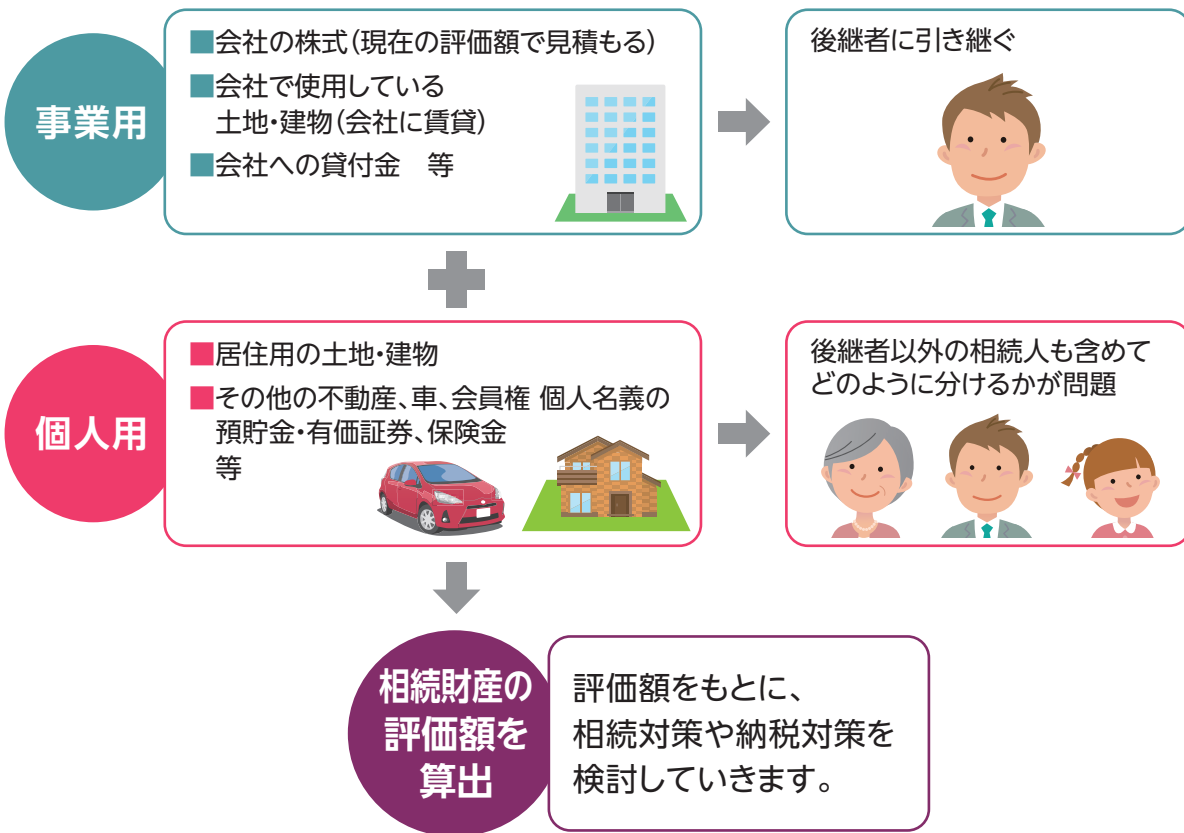 事業用
■会社の株式（現在の評価額で見積もる）
■会社で使用している
土地・建物（会社に賃貸）
■会社への貸付金　等
後継者に引き継ぐ
個人用
■居住用の土地・建物
■その他の不動産、車、会員権 個人名義の
預貯金・有価証券、保険金
等
後継者以外の相続人も含めて
どのように分けるかが問題
相続財産の
評価額を
算出
評価額をもとに、
相続対策や納税対策を
検討していきます。